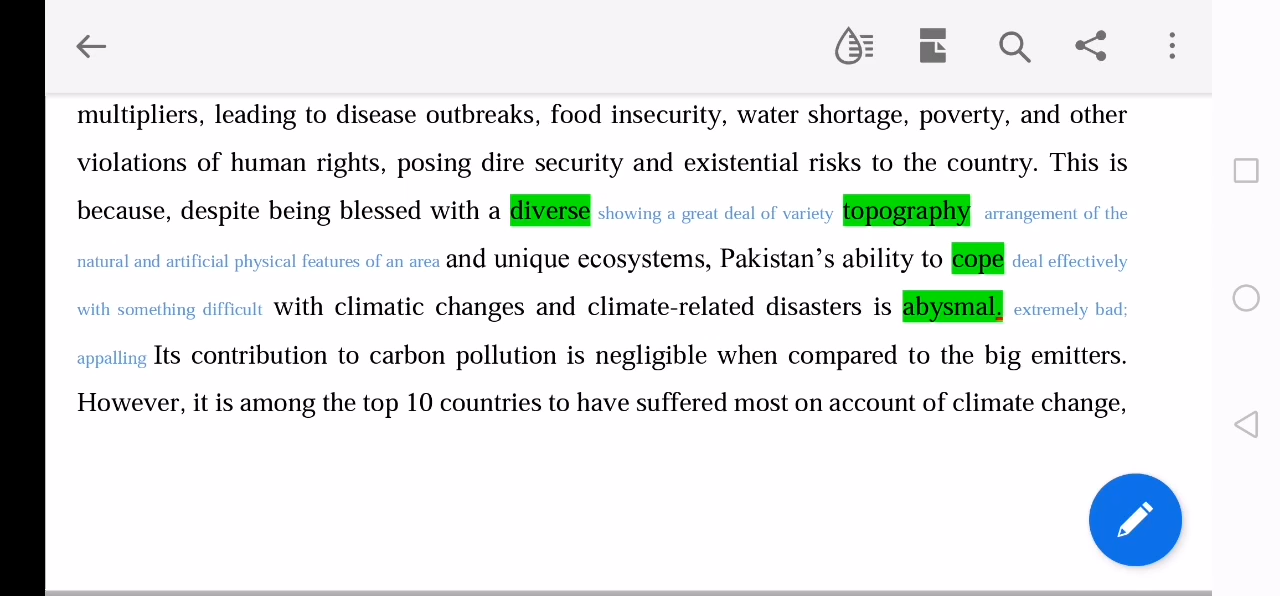 multipliers, leading to disease outbreaks, food insecurity, water shortage, poverty, and other
violations of human rights, posing dire security and existential risks to the country. This is
because, despite being blessed with a diverse showing a great deal of variety topography arrangement of the
natural and artificial physical features of an area and unique ecosystems, Pakistan’s ability to cope deal effectively
with something difficult with climatic changes and climate-related disasters is abysmal. extremely bad;
appalling Its contribution to carbon pollution is negligible when compared to the big emitters.
However, it is among the top 10 countries to have suffered most on account of climate change,